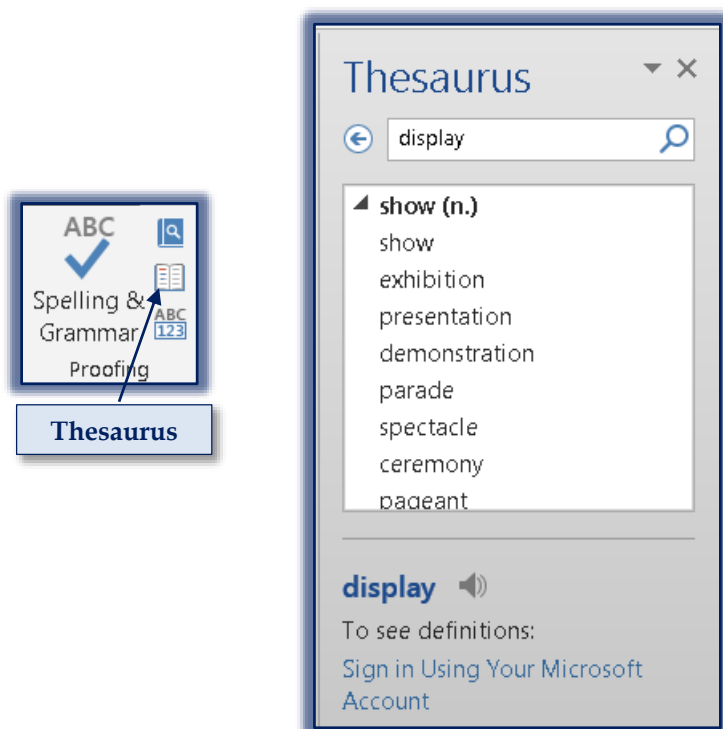 ABC
Spelling &
Grammar
ABC
123
Proofing
Thesaurus
Thesaurus
display
show (n.)
show
exhibition
presentation
demonstration
parade
spectacle
ceremony
pageant
display
To see definitions:
Sign in Using Your Microsoft
Account